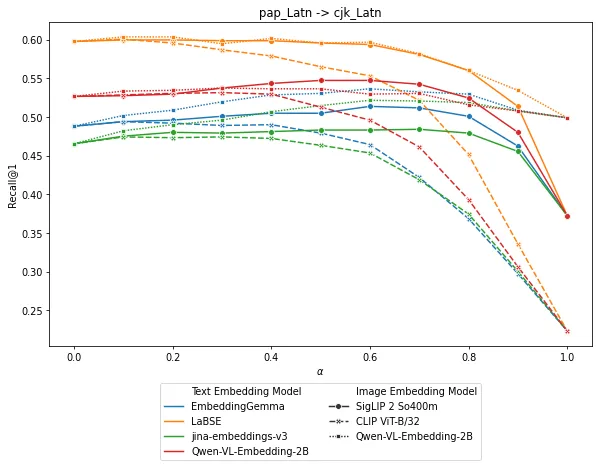 pap_Latn -> cjk_Latn
Recall@1
0.60
0.55
0.50
0.45
0.40
0.35
0.30
0.25
0.0 0.2 0.4 0.6 0.8 1.0
α
Text Embedding Model
EmbeddingGemma
LaBSE
jina-embeddings-v3
Qwen-VL-Embedding-2B
Image Embedding Model
SigLIP 2 So400m
CLIP ViT-B/32
Qwen-VL-Embedding-2B